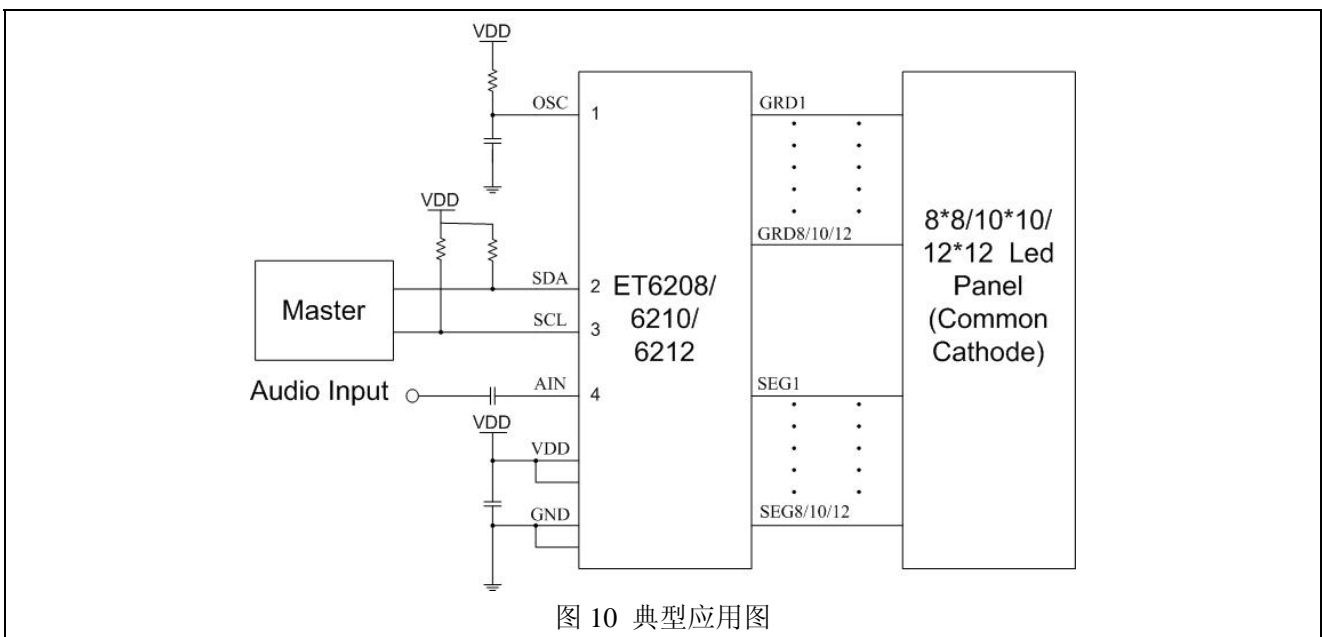 VDD
OSC
1
GRD1
VDD
GRD8/10/12
8*8/10*10/
12*12 Led
Panel
(Common
Cathode)
SDA
2
ET6208/
6210/
6212
Master
SCL
3
Audio Input
AIN
4
SEG1
VDD
VDD
GND
SEG8/10/12
图 10 典型应用图